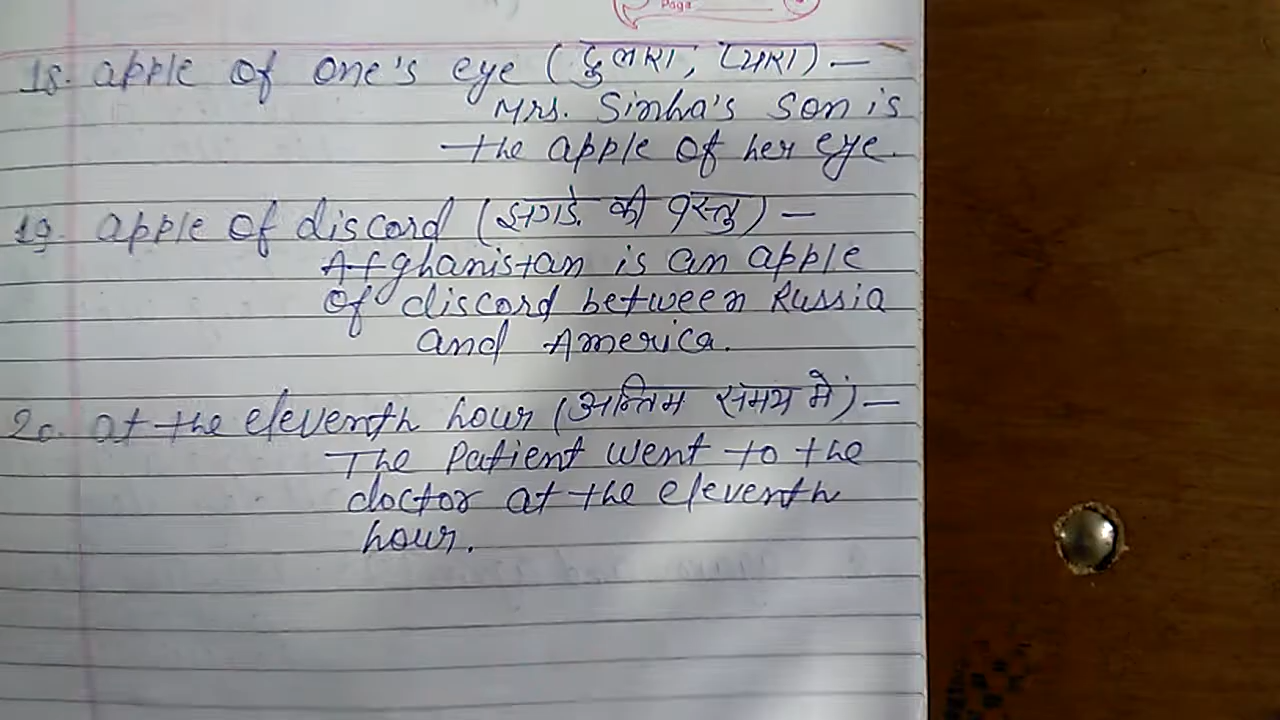 Page
18. apple of one's eye (दुलारा, प्यारा) —
Mrs. Sinha's son is
the apple of her eye.
19. apple of discord (झगड़े की वस्तु) —
Afghanistan is an apple
of discord between Russia
and America.
20. at the eleventh hour (अन्तिम समय में) —
The Patient went to the
doctor at the eleventh
hour.